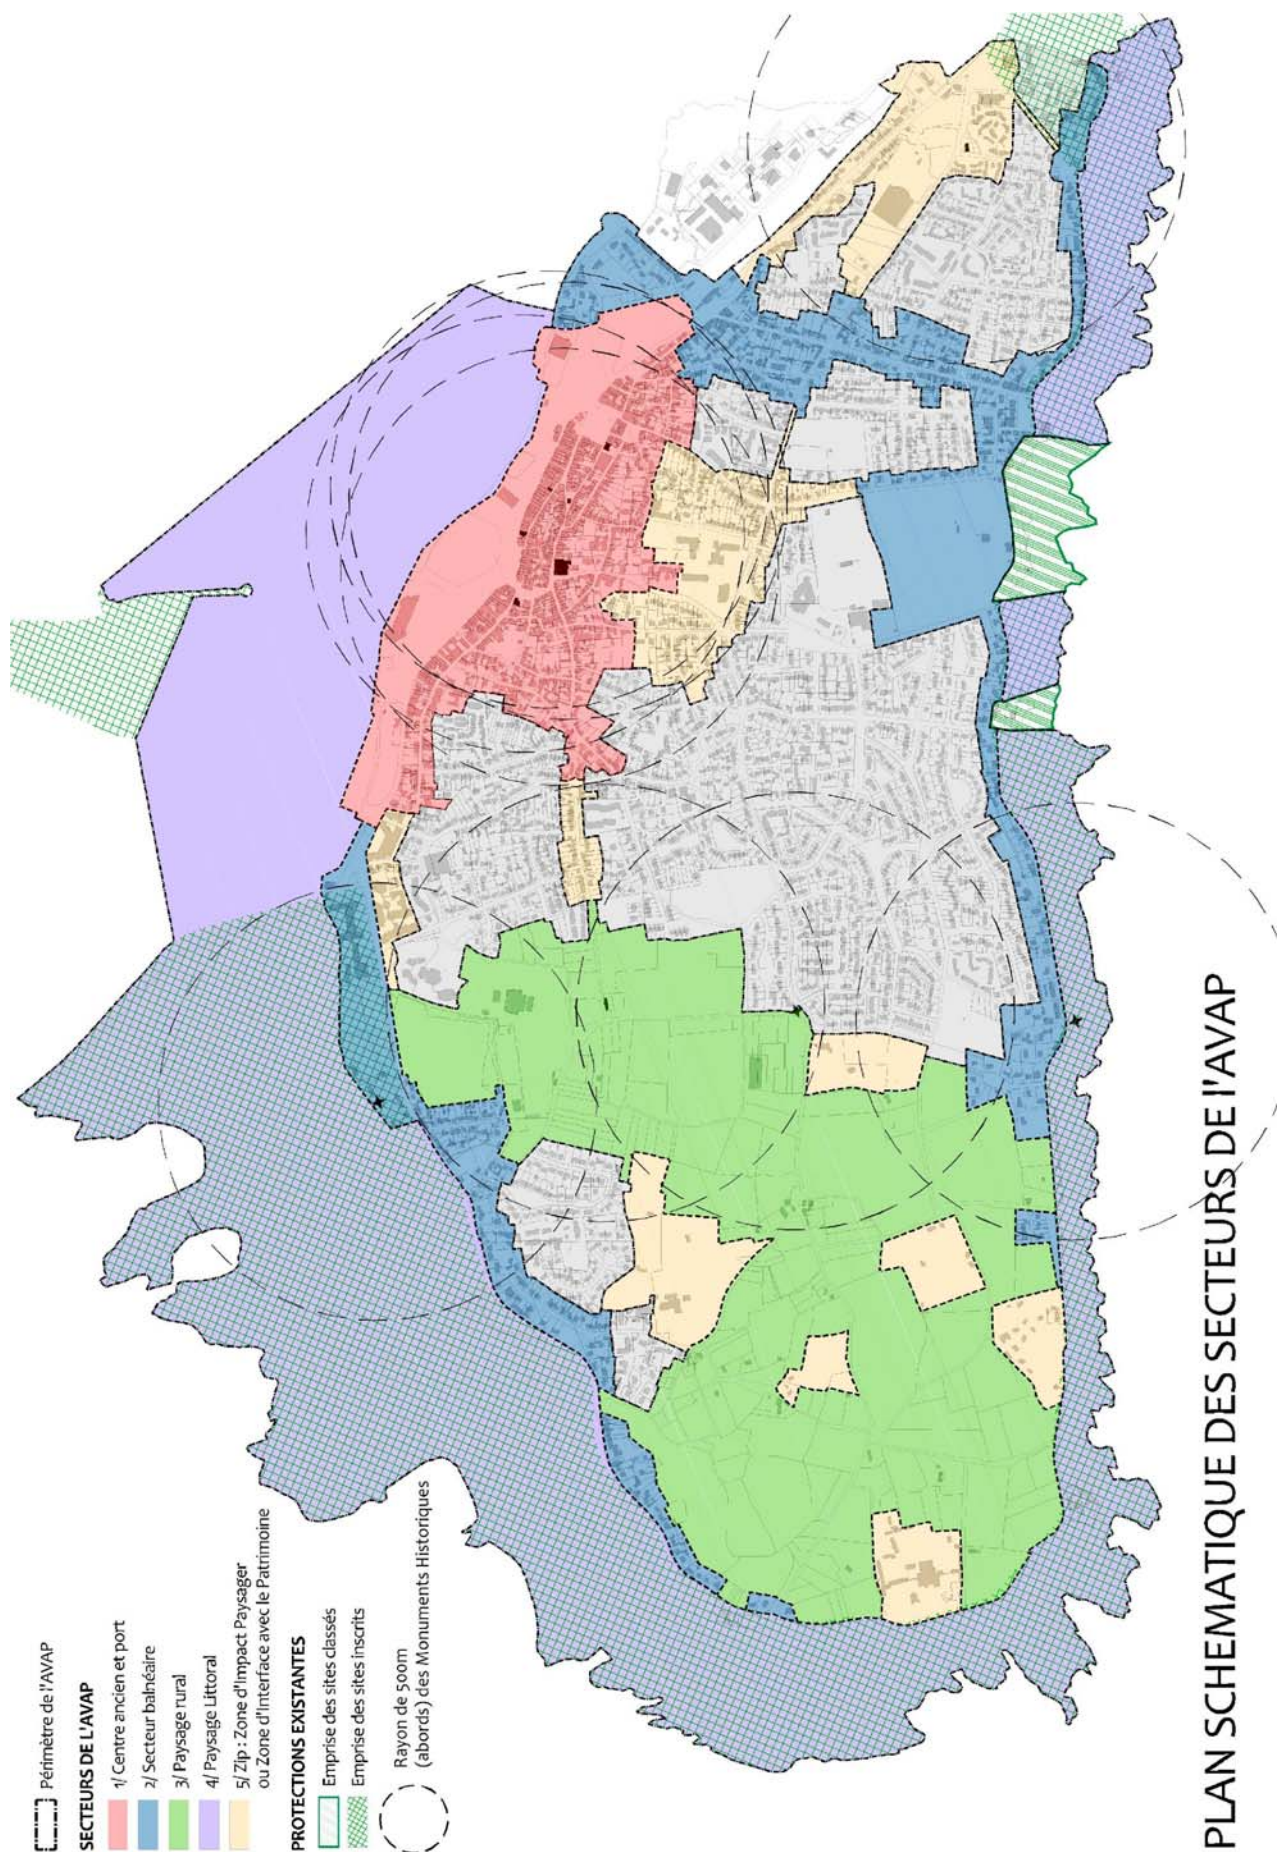 Périmètre de l'AVAP
SECTEURS DE L'AVAP
1/ Centre ancien et port
2/ Secteur balnéaire
3/ Paysage rural
4/ Paysage Littoral
5/ Zip : Zone d'Impact Paysager
ou Zone d'Interface avec le Patrimoine
PROTECTIONS EXISTANTES
Emprise des sites classés
Emprise des sites inscrits
Rayon de 500m
(abords) des Monuments Historiques
PLAN SCHEMATIQUE DES SECTEURS DE l'AVAP